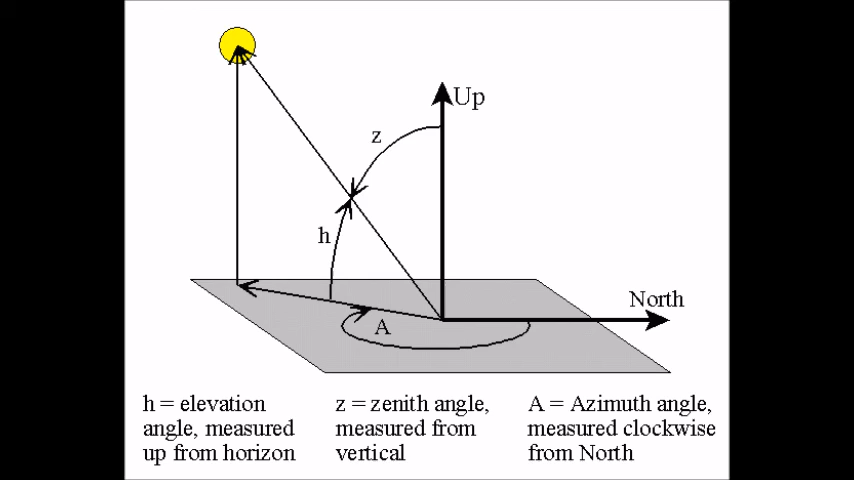 Up
z
h
North
A
h = elevation
angle, measured
up from horizon
z = zenith angle,
measured from
vertical
A = Azimuth angle,
measured clockwise
from North